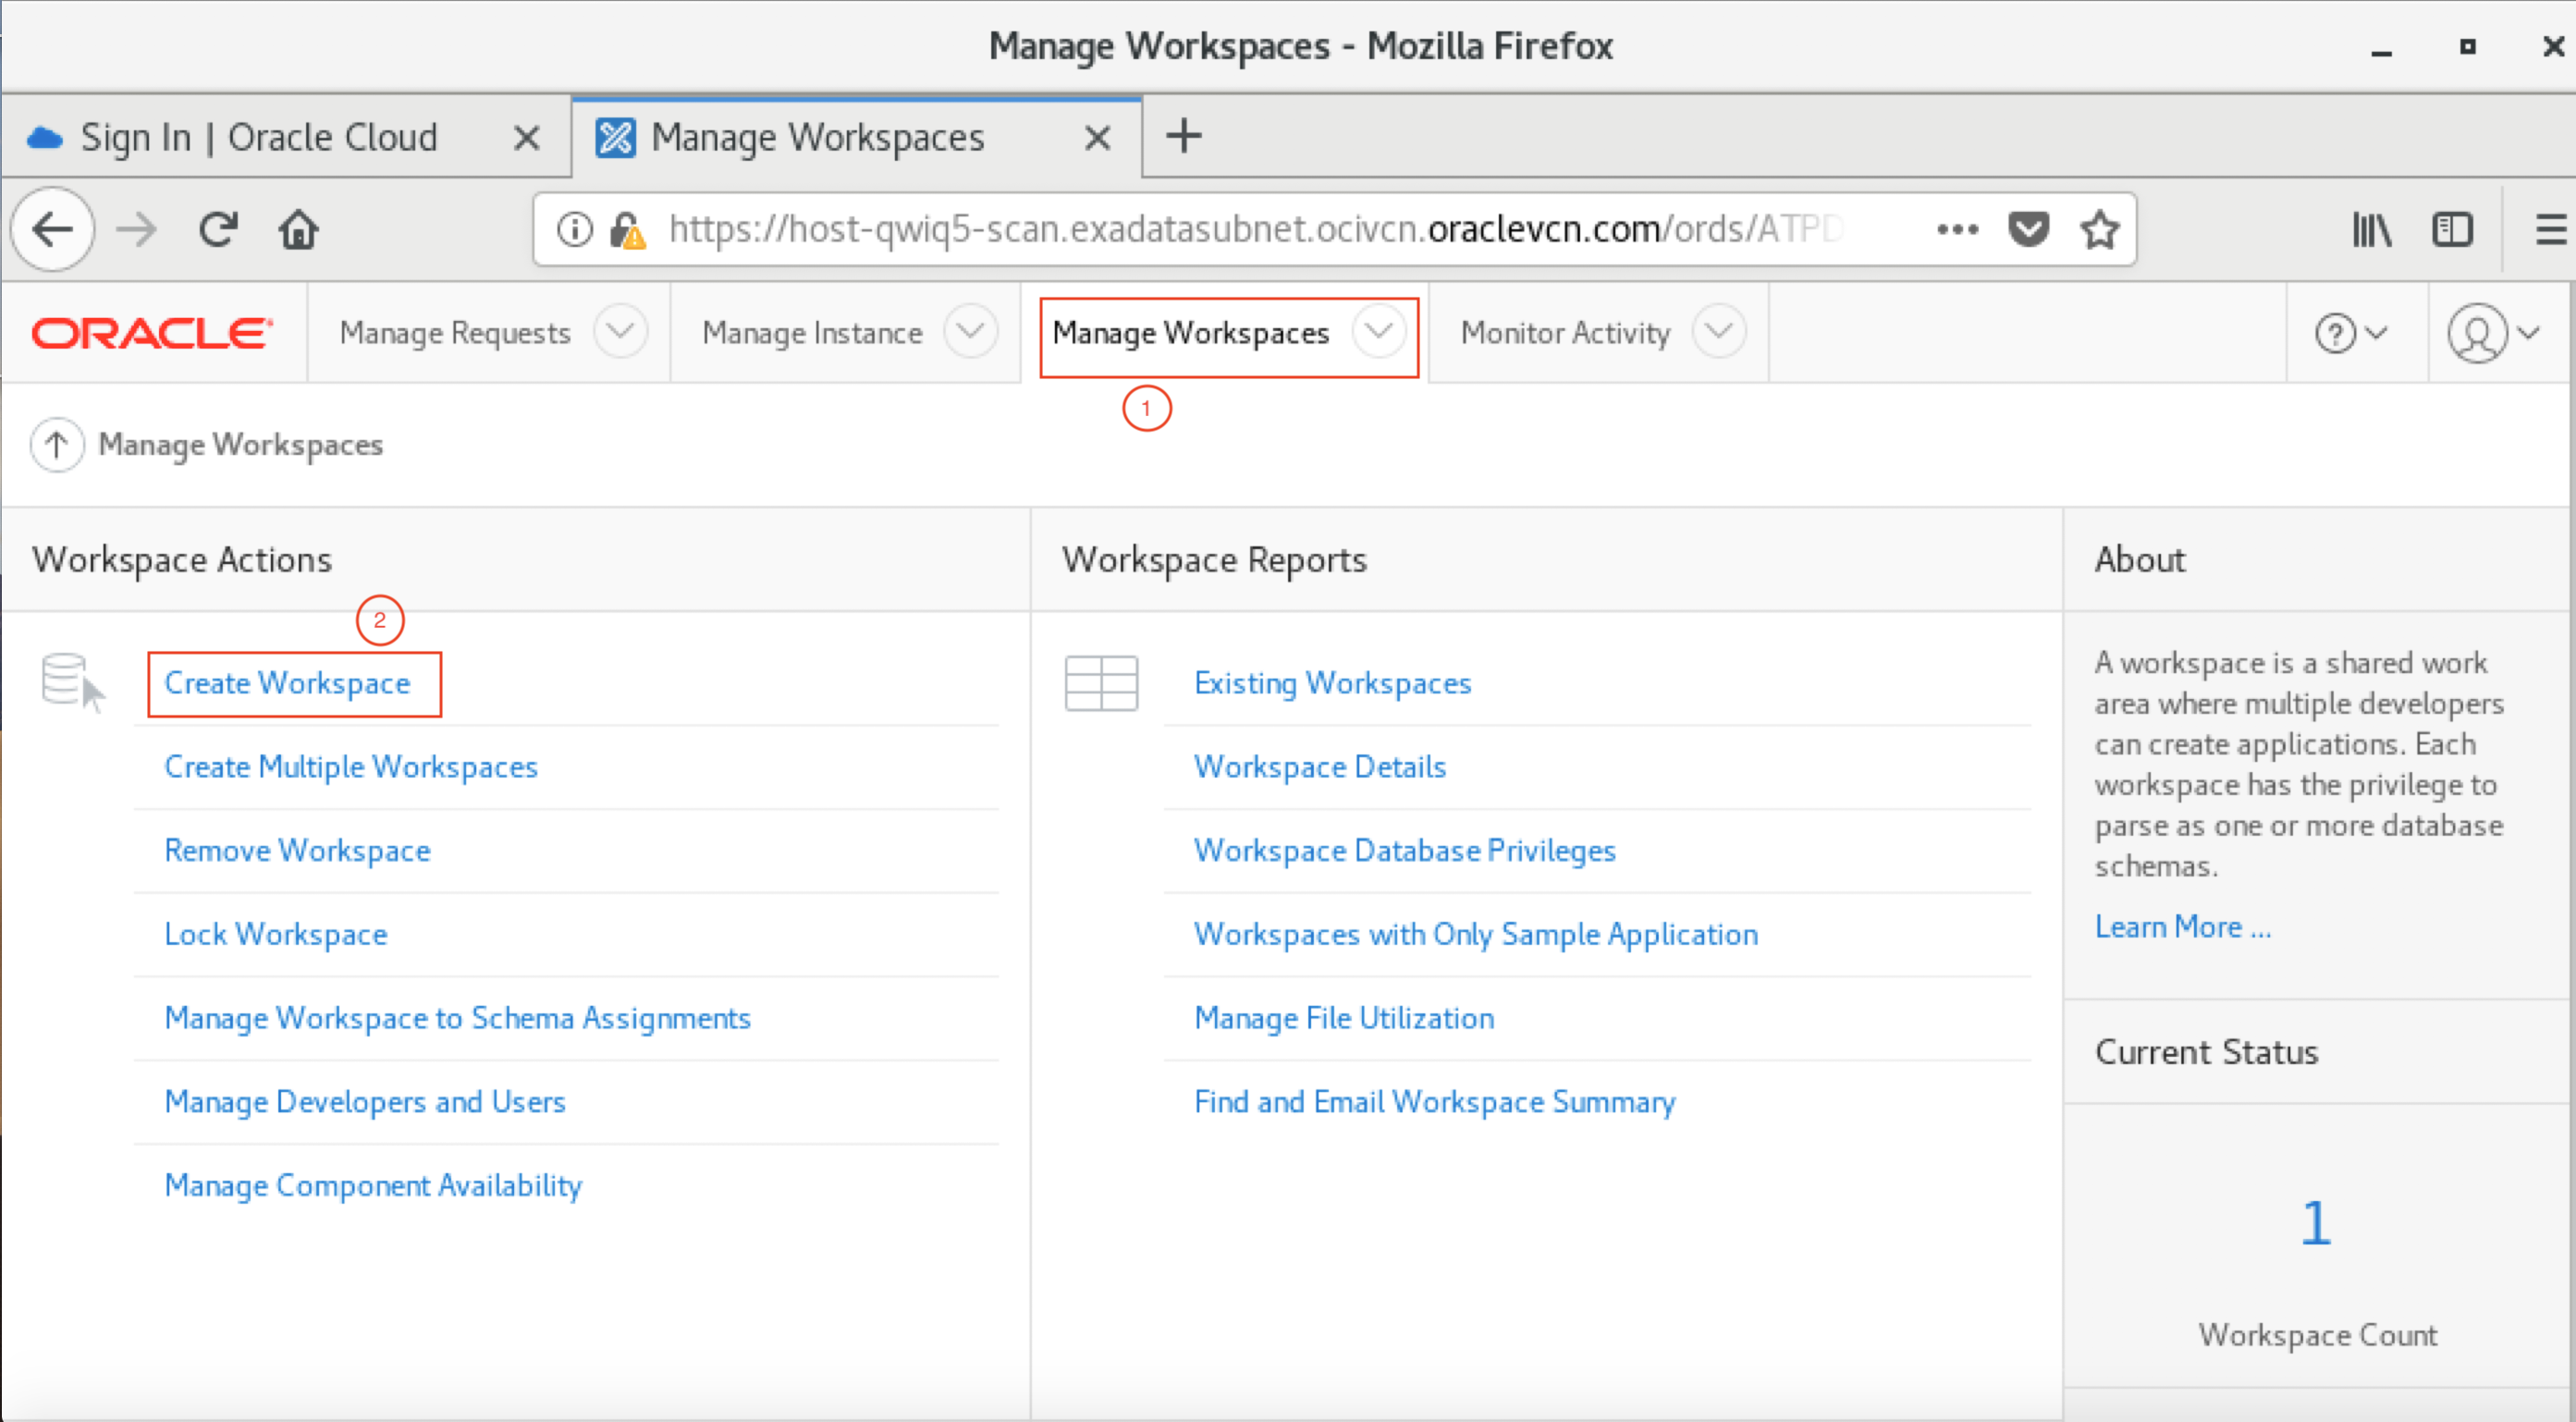 Manage Workspaces - Mozilla Firefox
Sign In | Oracle Cloud
Manage Workspaces
https://host-qwiq5-scan.exadatasubnet.ocivcn.oraclevcn.com/ords/ATPD
ORACLE
Manage Requests
Manage Instance
Manage Workspaces
Monitor Activity
1
Manage Workspaces
Workspace Actions
2
Create Workspace
Create Multiple Workspaces
Remove Workspace
Lock Workspace
Manage Workspace to Schema Assignments
Manage Developers and Users
Manage Component Availability
Workspace Reports
Existing Workspaces
Workspace Details
Workspace Database Privileges
Workspaces with Only Sample Application
Manage File Utilization
Find and Email Workspace Summary
About
A workspace is a shared work
area where multiple developers
can create applications. Each
workspace has the privilege to
parse as one or more database
schemas.
Learn More ...
Current Status
1
Workspace Count